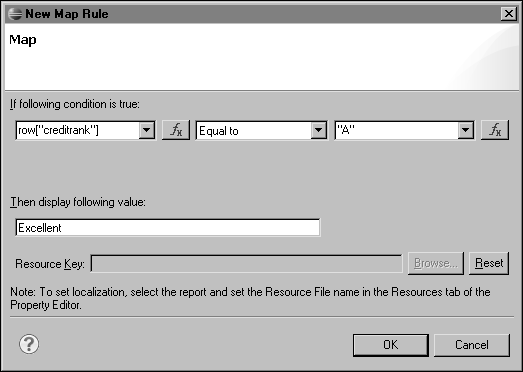 New Map Rule
Map
If following condition is true:
row["creditrank"] fx Equal to "A" fx
Then display following value:
Excellent
Resource Key: Browse... Reset
Note: To set localization, select the report and set the Resource File name in the Resources tab of the
Property Editor.
? OK Cancel